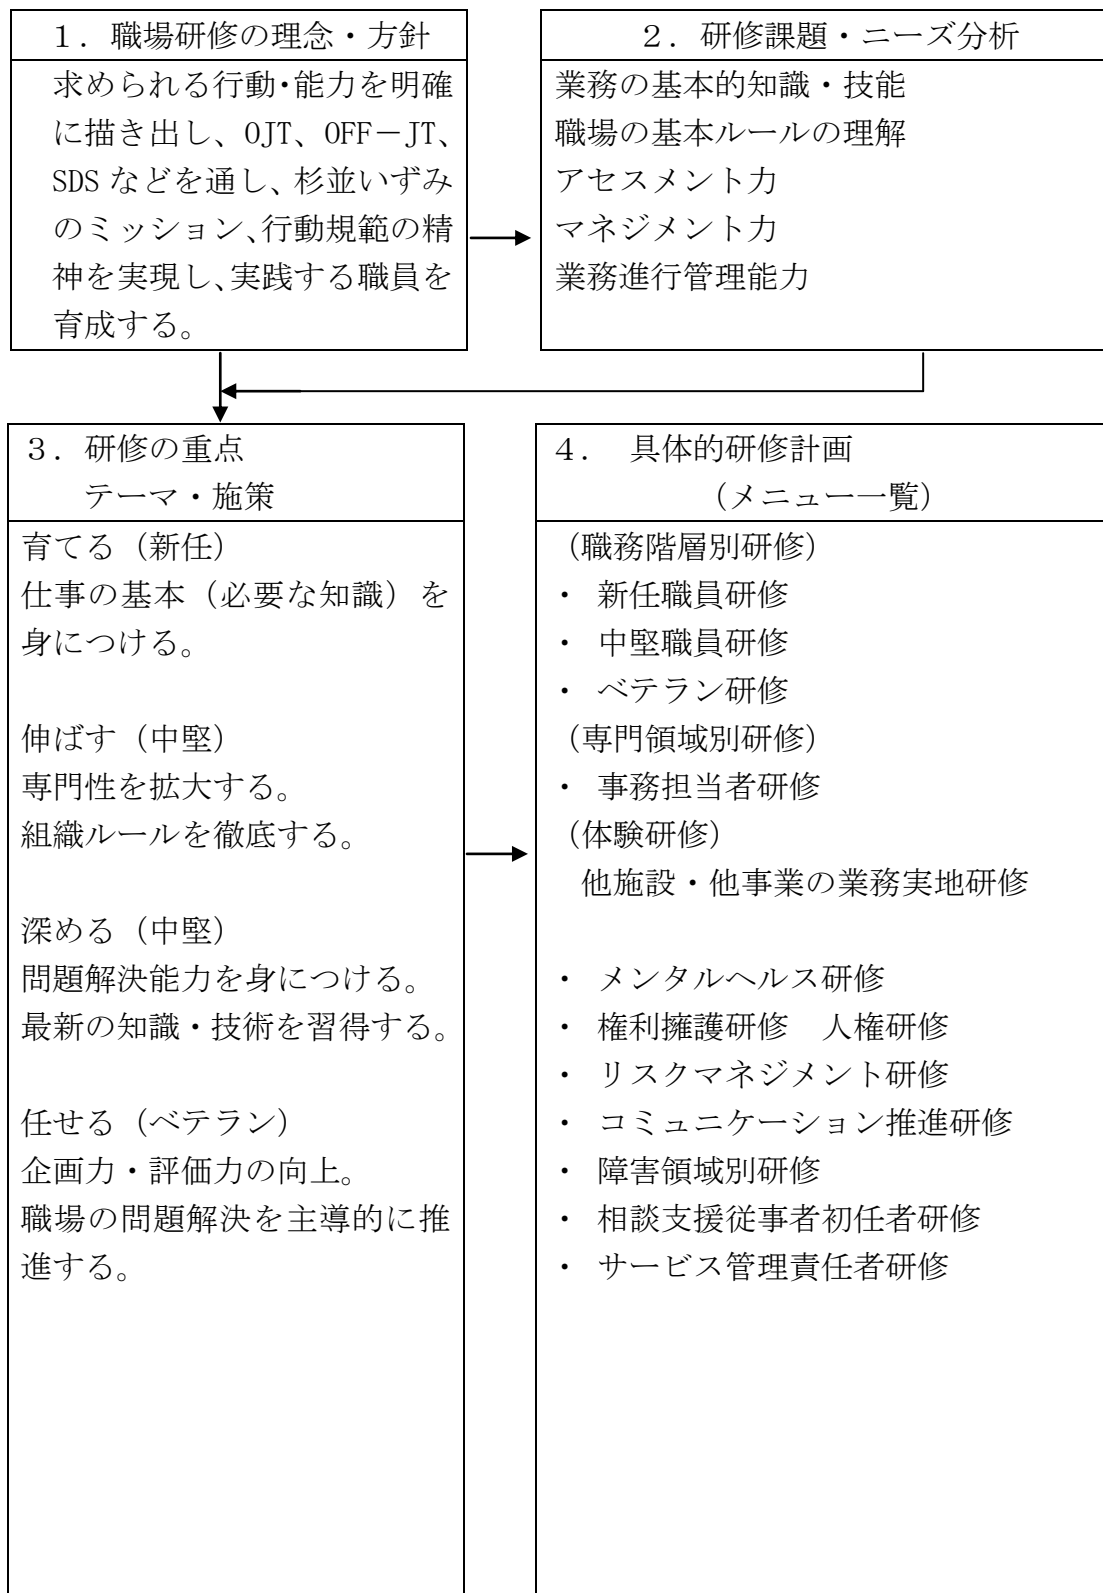 １．職場研修の理念・方針
求められる行動・能力を明確
に描き出し、OJT、OFF－JT、
SDSなどを通し、杉並いずみ
のミッション、行動規範の精
神を実現し、実践する職員を
育成する。
２．研修課題・ニーズ分析
業務の基本的知識・技能
職場の基本ルールの理解
アセスメント力
マネジメント力
業務進行管理能力
３．研修の重点
テーマ・施策
育てる（新任）
仕事の基本（必要な知識）を
身につける。
伸ばす（中堅）
専門性を拡大する。
組織ルールを徹底する。
深める（中堅）
問題解決能力を身につける。
最新の知識・技術を習得する。
任せる（ベテラン）
企画力・評価力の向上。
職場の問題解決を主導的に推
進する。
４．　具体的研修計画
（メニュー一覧）
（職務階層別研修）
・ 新任職員研修
・ 中堅職員研修
・ ベテラン研修
（専門領域別研修）
・ 事務担当者研修
（体験研修）
他施設・他事業の業務実地研修
・ メンタルヘルス研修
・ 権利擁護研修　人権研修
・ リスクマネジメント研修
・ コミュニケーション推進研修
・ 障害領域別研修
・ 相談支援従事者初任者研修
・ サービス管理責任者研修